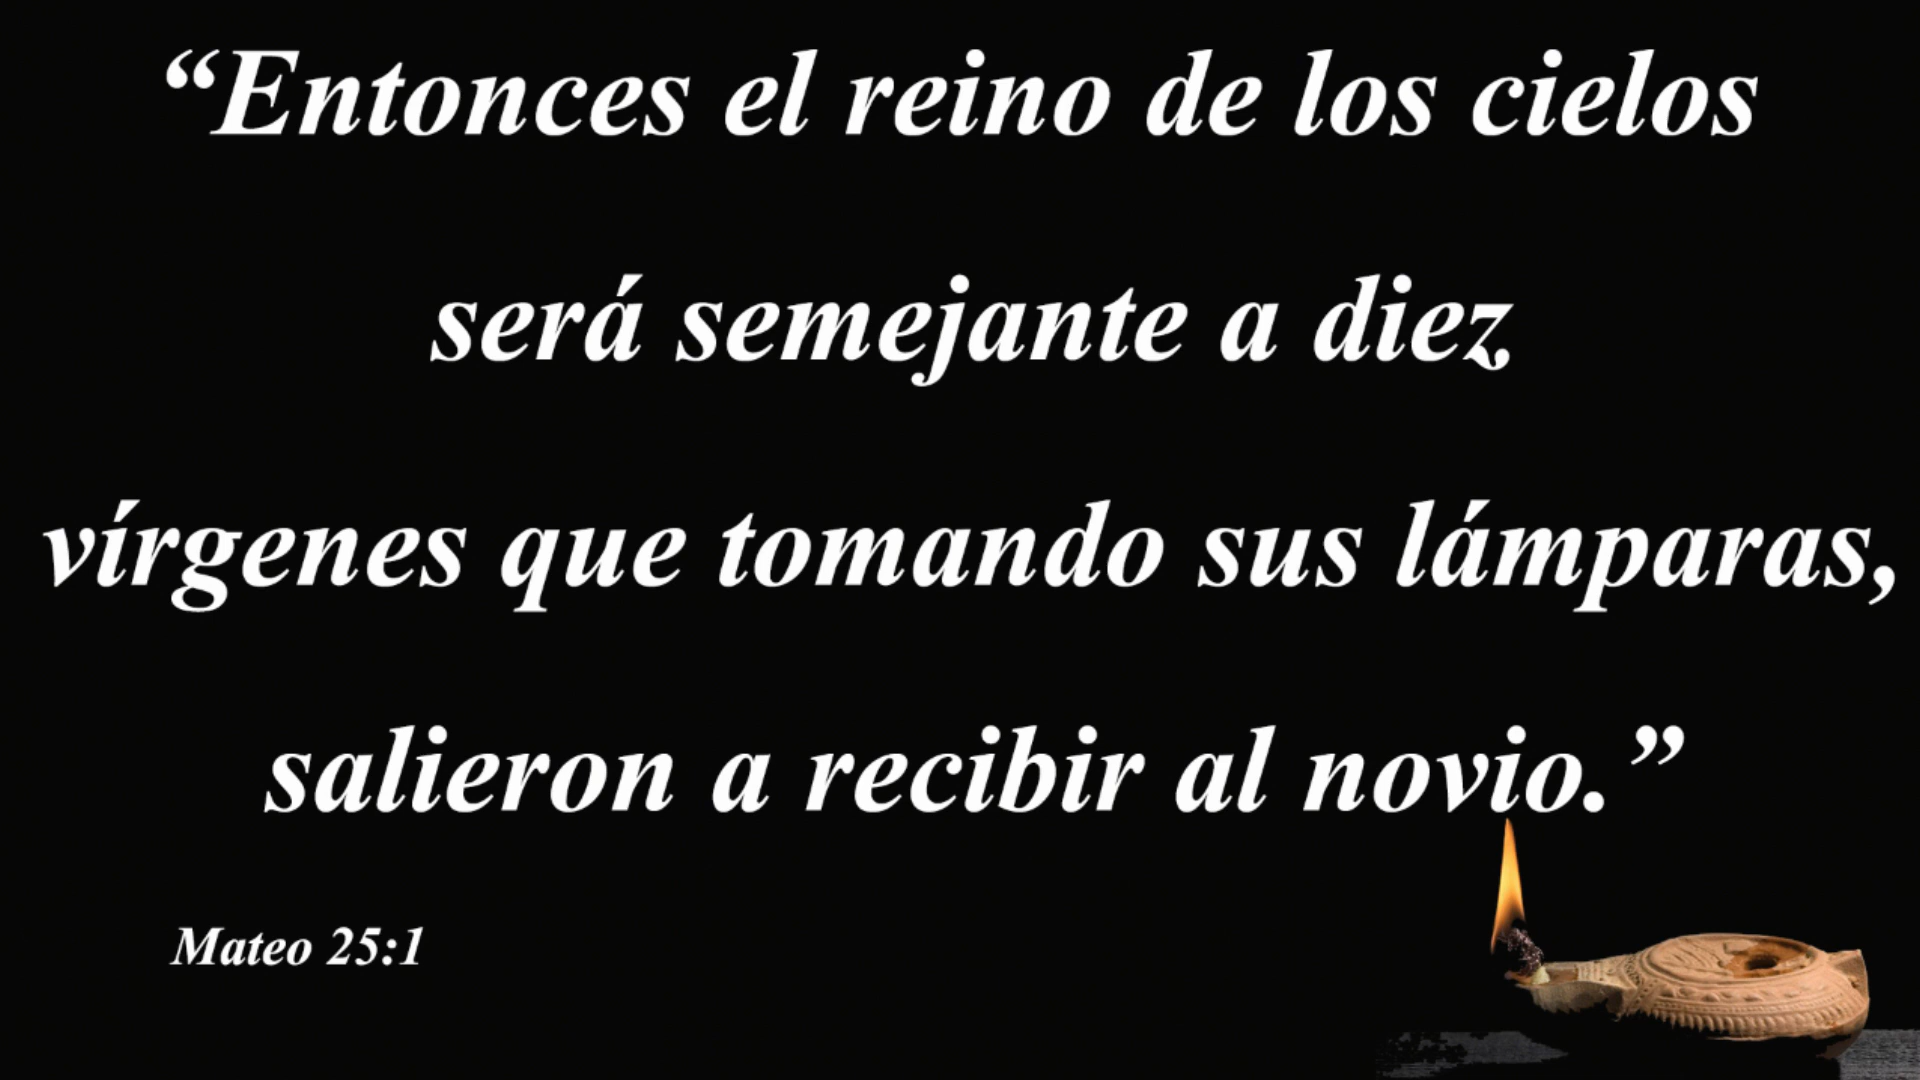 “Entonces el reino de los cielos
será semejante a diez
vírgenes que tomando sus lámparas,
salieron a recibir al novio.”
Mateo 25:1